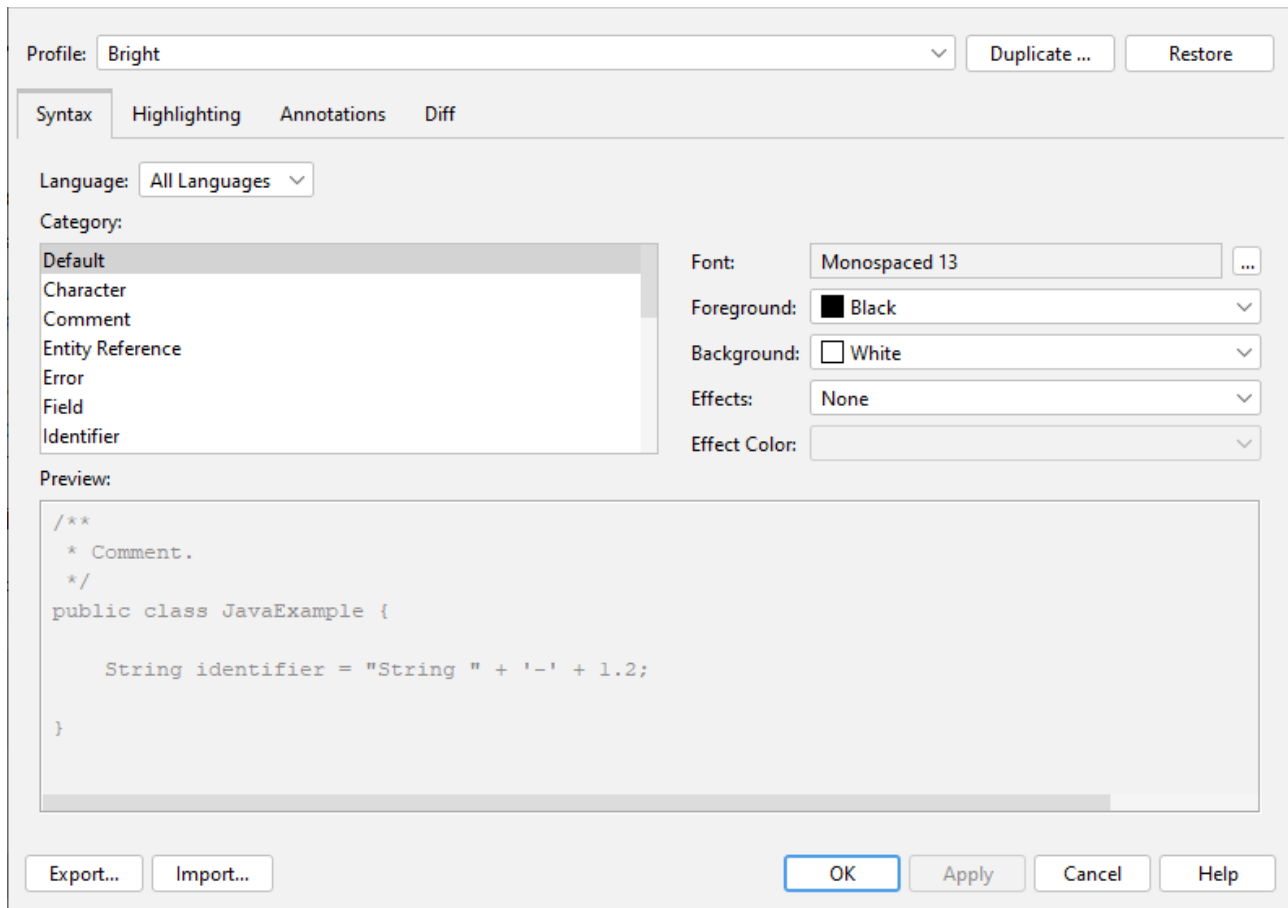 Profile: Bright Duplicate ... Restore
Syntax Highlighting Annotations Diff
Language: All Languages
Category:
Default
Character
Comment
Entity Reference
Error
Field
Identifier
Font: Monospaced 13 ...
Foreground: Black
Background: White
Effects: None
Effect Color:
Preview:
/**
 * Comment.
 */
public class JavaExample {
    String identifier = "String " + '-' + 1.2;
}
Export... Import... OK Apply Cancel Help